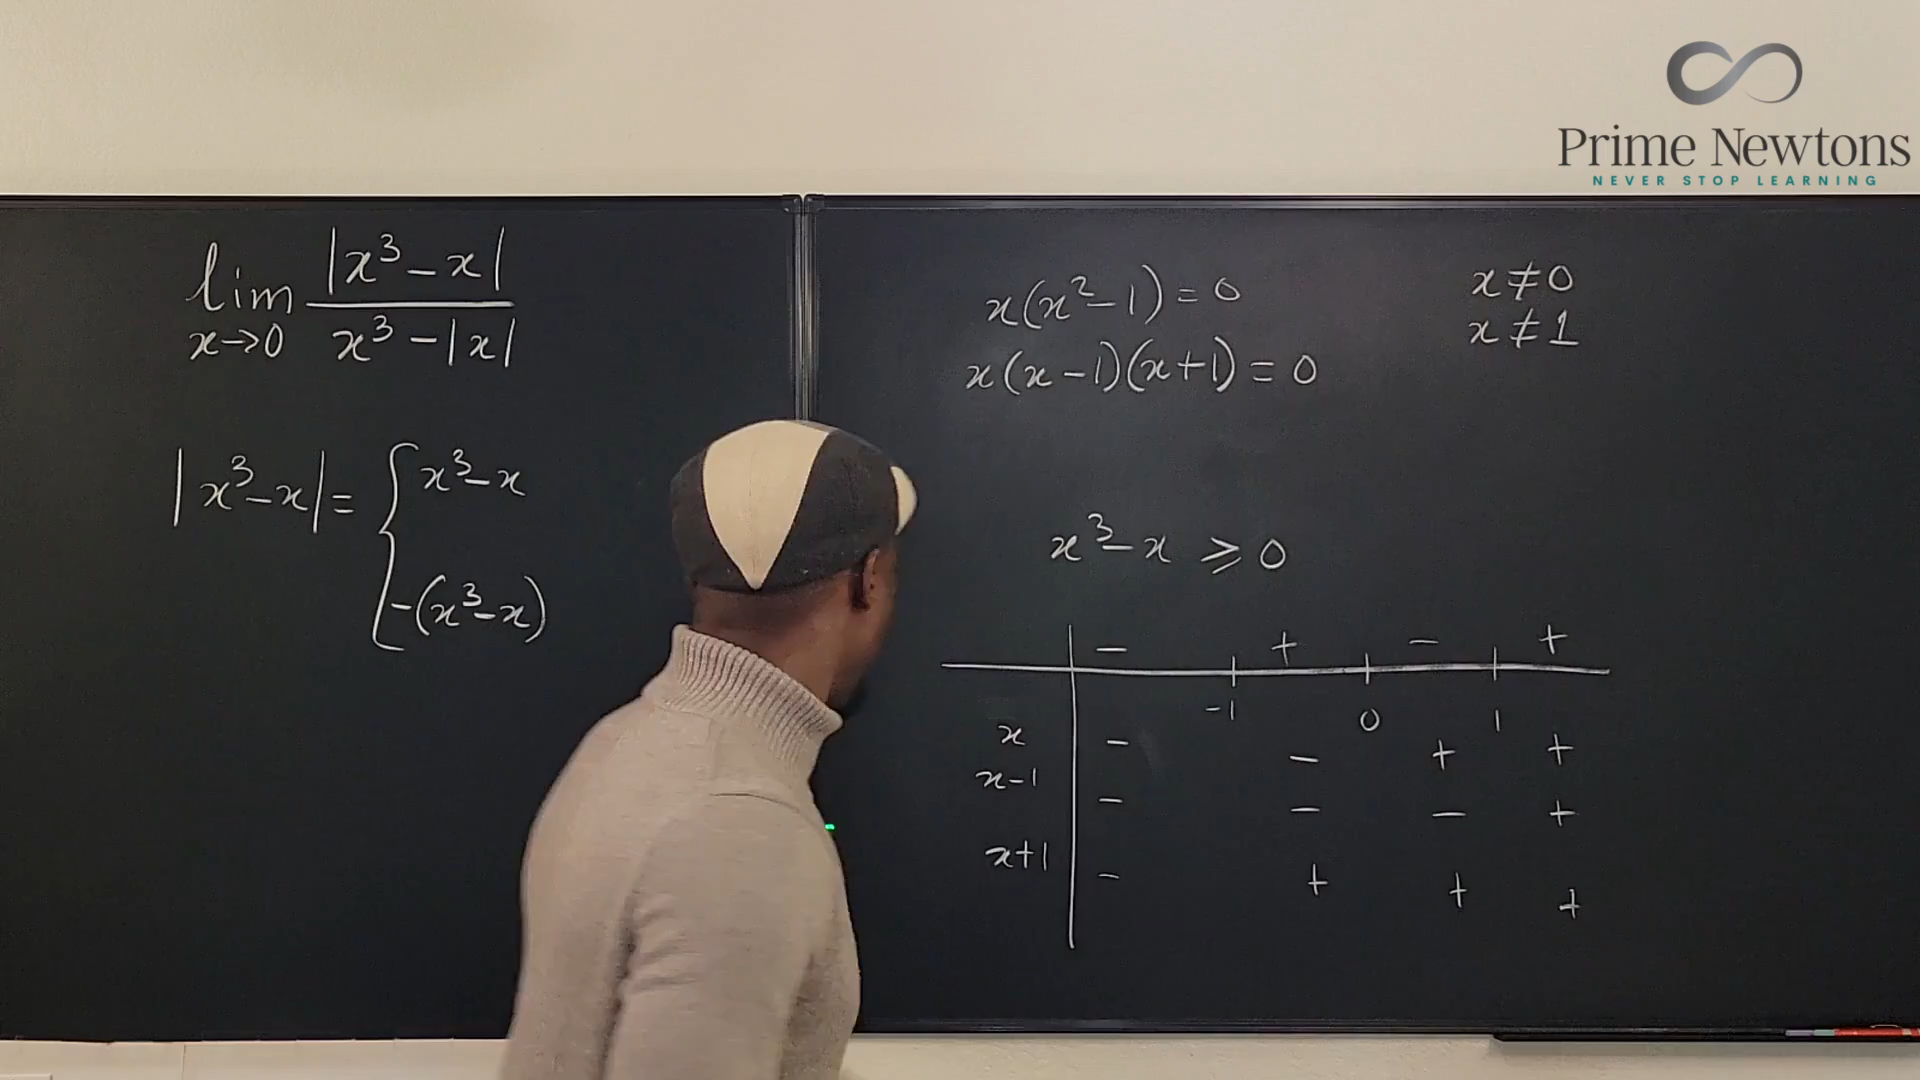 Prime Newtons
NEVER STOP LEARNING
lim x→0 |x³-x| / x³-|x|
|x³-x| = { x³-x
-(x³-x)
x(x²-1)=0
x(x-1)(x+1)=0
x≠0
x≠1
x³-x ⩾ 0
- + - +
-1 0 1
x - - + +
x-1 - - - +
x+1 - + + +